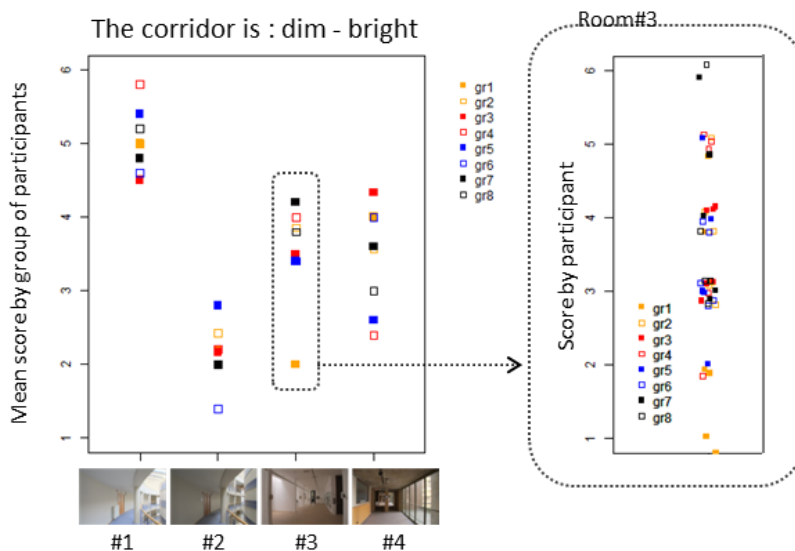 The corridor is : dim - bright
Mean score by group of participants
6
5
4
3
2
1
gr1
gr2
gr3
gr4
gr5
gr6
gr7
gr8
#1
#2
#3
#4
Room#3
Score by participant
6
5
4
3
2
1
gr1
gr2
gr3
gr4
gr5
gr6
gr7
gr8